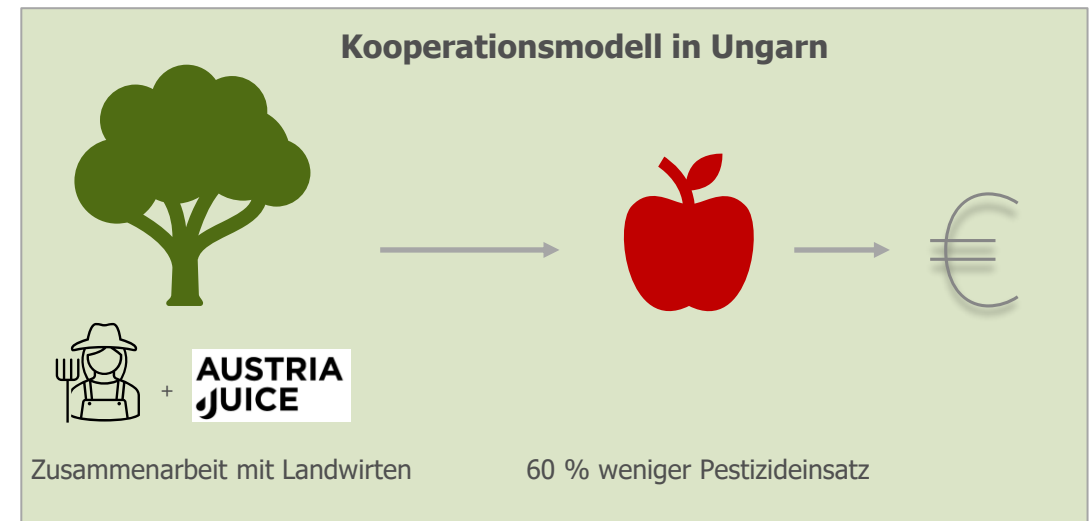 Kooperationsmodell in Ungarn
€
+
AUSTRIA
JUICE
Zusammenarbeit mit Landwirten
60 % weniger Pestizideinsatz